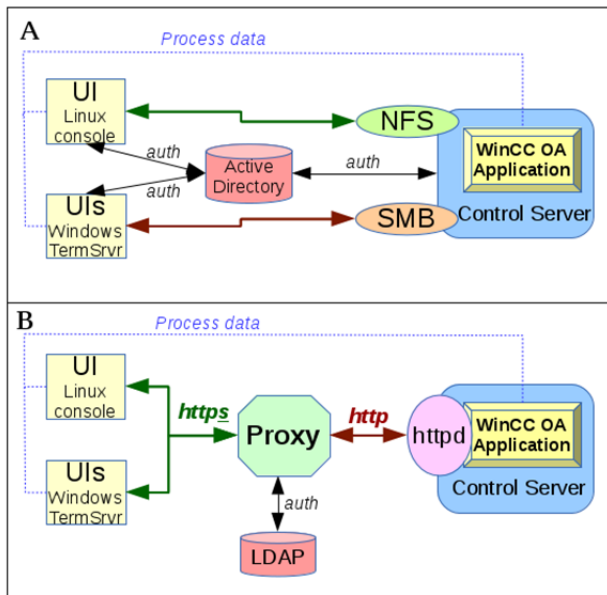 A
Process data
UI
Linux
console
NFS
auth
auth
Active
Directory
auth
WinCC OA
Application
UIs
Windows
TermSrvr
SMB
Control Server
B
Process data
UI
Linux
console
https
Proxy
http
httpd
WinCC OA
Application
UIs
Windows
TermSrvr
Control Server
auth
LDAP